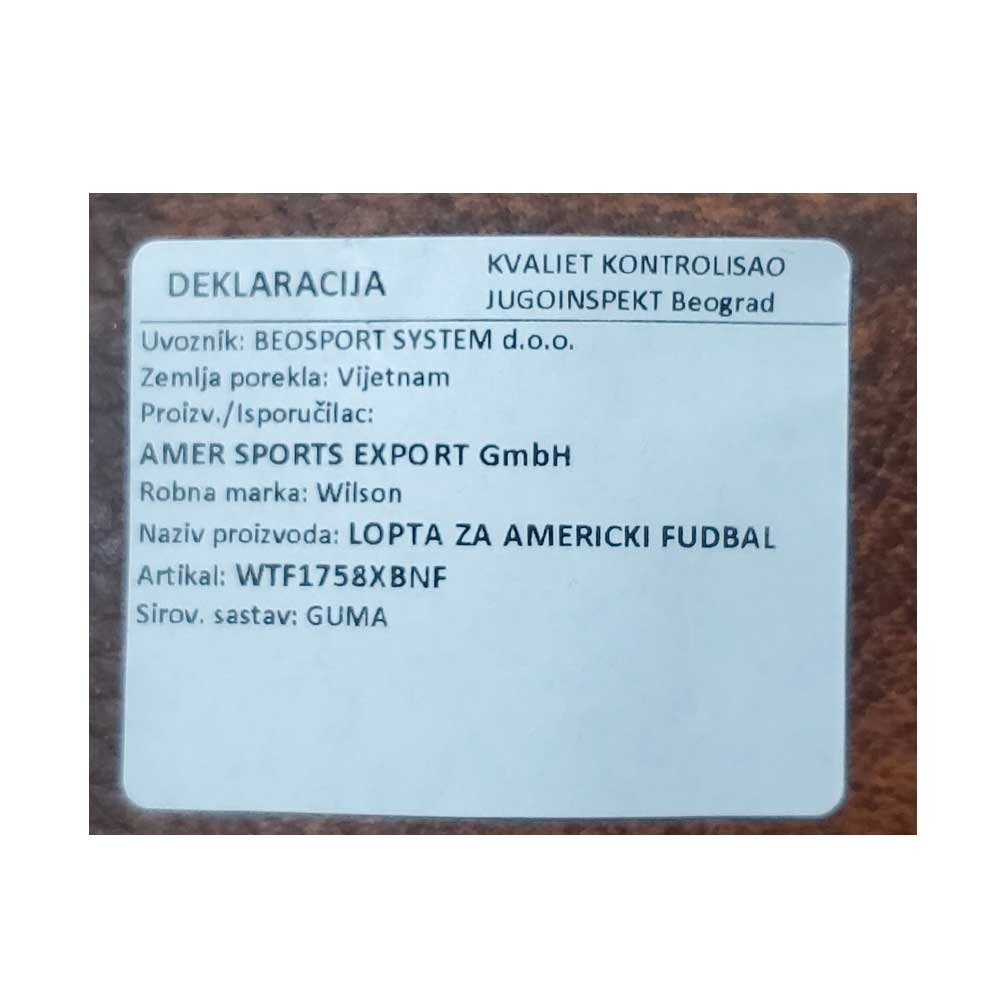 DEKLARACIJA
KVALIET KONTROLISAO
JUGOINSPEKT Beograd
Uvoznik: BEOSPORT SYSTEM d.o.o.
Zemlja porekla: Vijetnam
Proizv./Isporučilac:
AMER SPORTS EXPORT GmbH
Robna marka: Wilson
Naziv proizvoda: LOPTA ZA AMERICKI FUDBAL
Artikal: WTF1758XBNF
Sirov. sastav: GUMA